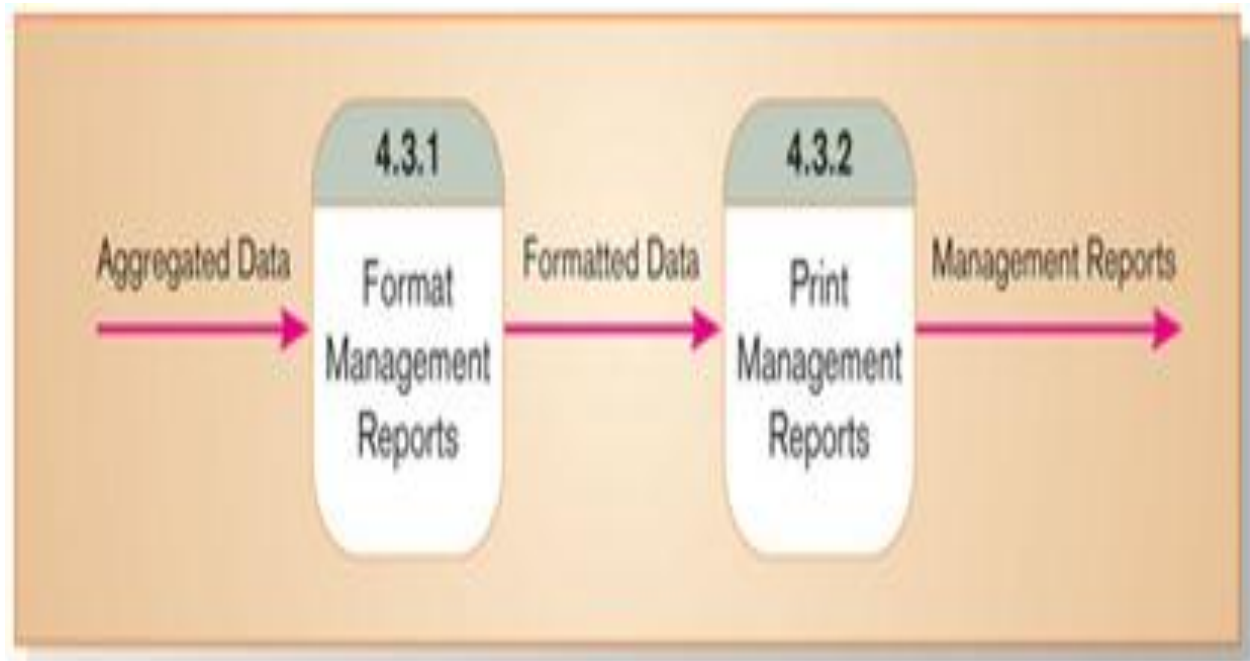 Aggregated Data
4.3.1
Format
Management
Reports
Formatted Data
4.3.2
Print
Management
Reports
Management Reports